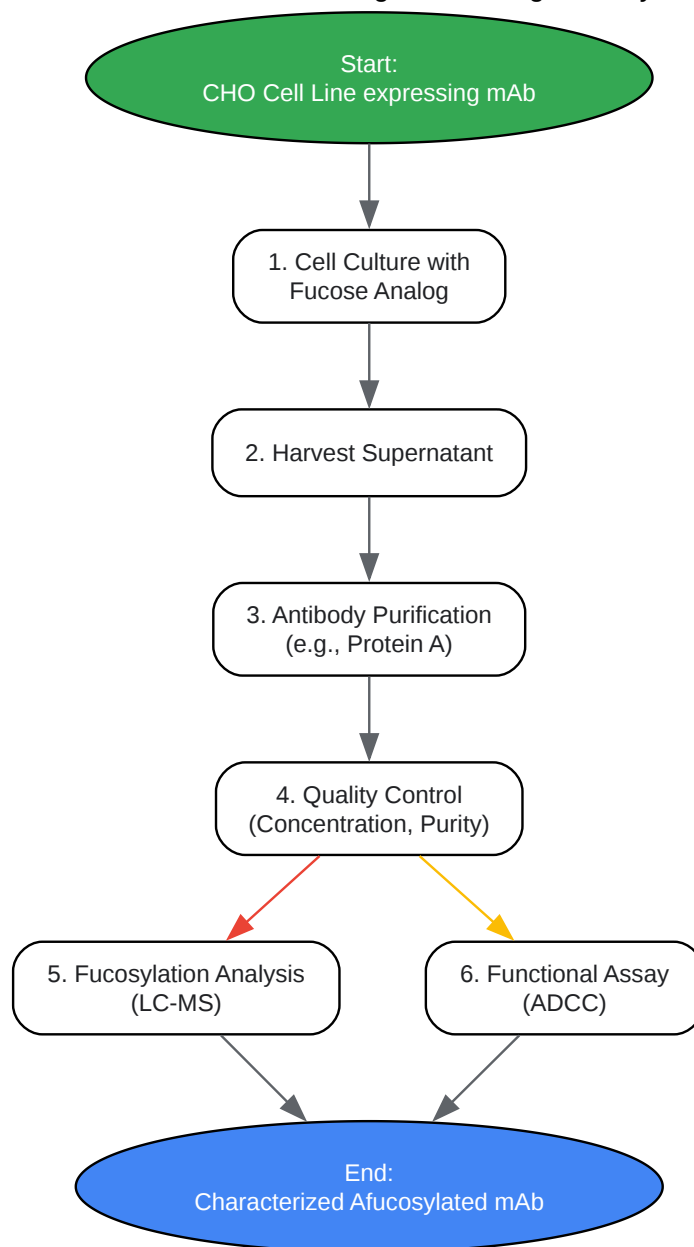 Start:
CHO Cell Line expressing mAb
1. Cell Culture with
Fucose Analog
2. Harvest Supernatant
3. Antibody Purification
(e.g., Protein A)
4. Quality Control
(Concentration, Purity)
5. Fucosylation Analysis
(LC-MS)
6. Functional Assay
(ADCC)
End:
Characterized Afucosylated mAb